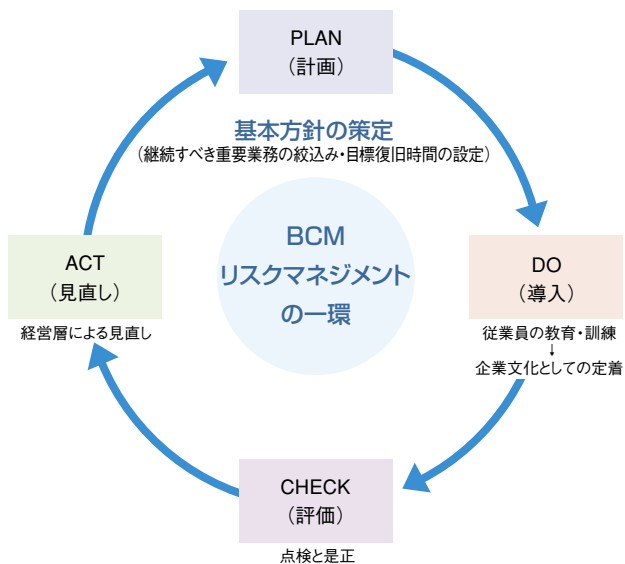 PLAN
（計画）
基本方針の策定
（継続すべき重要業務の絞込み・目標復旧時間の設定）
BCM
リスクマネジメント
の一環
ACT
（見直し）
経営層による見直し
DO
（導入）
従業員の教育・訓練
↓
企業文化としての定着
CHECK
（評価）
点検と是正